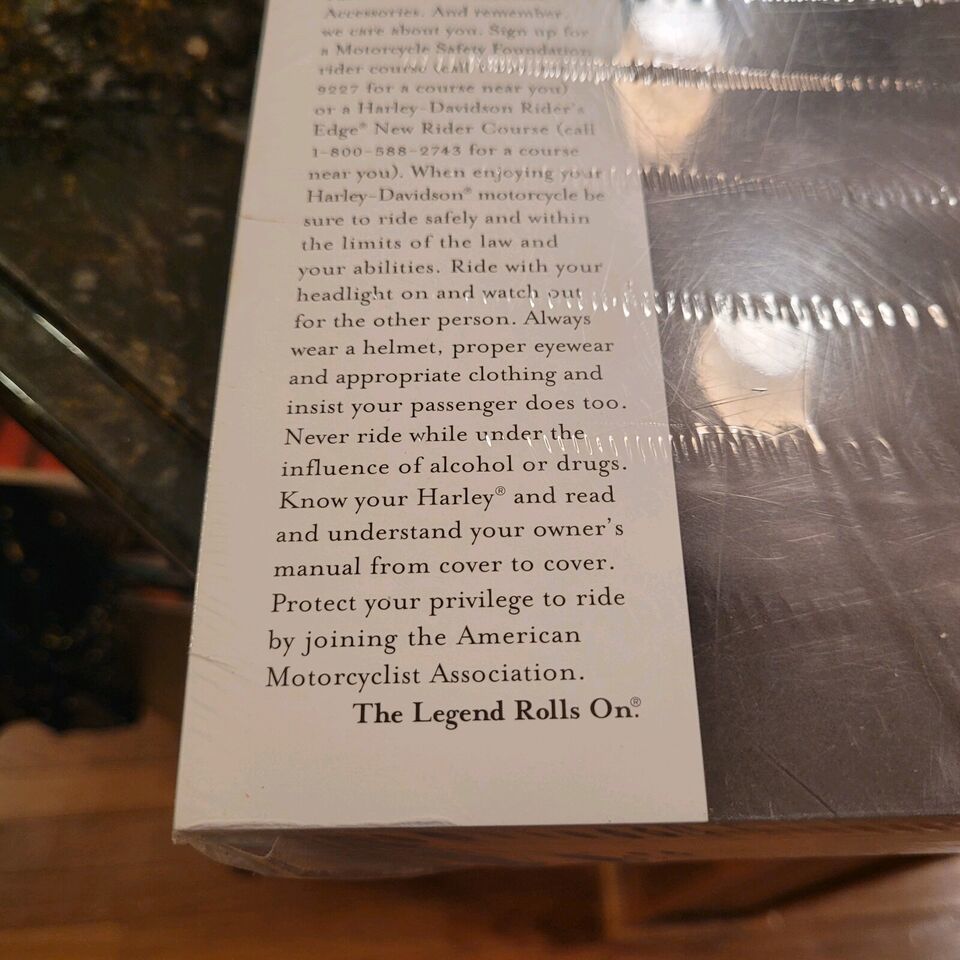 Accessories. And remember,
we care about you. Sign up for
a Motorcycle Safety Foundation
rider course (call
9227 for a course near you)
or a Harley-Davidson Rider's
Edge® New Rider Course (call
1-800-588-2743 for a course
near you). When enjoying your
Harley-Davidson® motorcycle be
sure to ride safely and within
the limits of the law and
your abilities. Ride with your
headlight on and watch out
for the other person. Always
wear a helmet, proper eyewear
and appropriate clothing and
insist your passenger does too.
Never ride while under the
influence of alcohol or drugs.
Know your Harley® and read
and understand your owner's
manual from cover to cover.
Protect your privilege to ride
by joining the American
Motorcyclist Association.
The Legend Rolls On.®